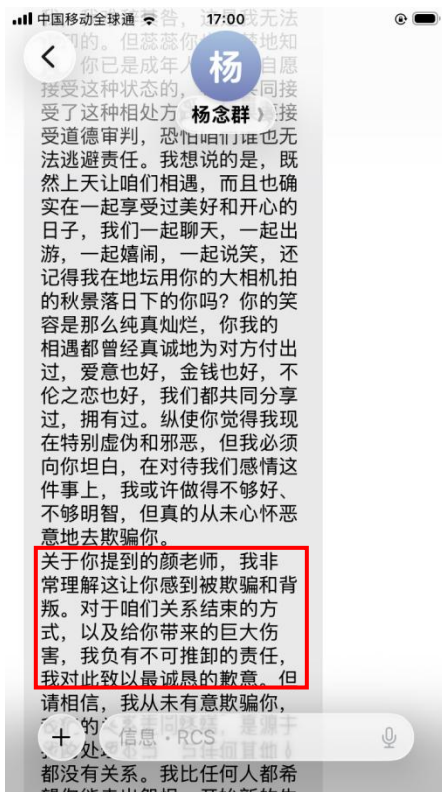 中国移动全球通
17:00
杨
杨念群
受了这种相处方
受道德审判，恐怕咱们谁也无
法逃避责任。我想说的是，既
然上天让咱们相遇，而且也确
实在一起享受过美好和开心的
日子，我们一起聊天，一起出
游，一起嬉闹，一起说笑，还
记得我在地坛用你的大相机拍
的秋景落日下的你吗？你的笑
容是那么纯真灿烂，你我的
相遇都曾经真诚地为对方付出
过，爱意也好，金钱也好，不
伦之恋也好，我们都共同分享
过，拥有过。纵使你觉得我现
在特别虚伪和邪恶，但我必须
向你坦白，在对待我们感情这
件事上，我或许做得不够好、
不够明智，但真的从未心怀恶
意地去欺骗你。
关于你提到的颜老师，我非
常理解这让你感到被欺骗和背
叛。对于咱们关系结束的方
式，以及给你带来的巨大伤
害，我负有不可推卸的责任，
我对此致以最诚恳的歉意。但
请相信，我从未有意欺骗你，
信息·RCS
都没有关系。我比任何人都希